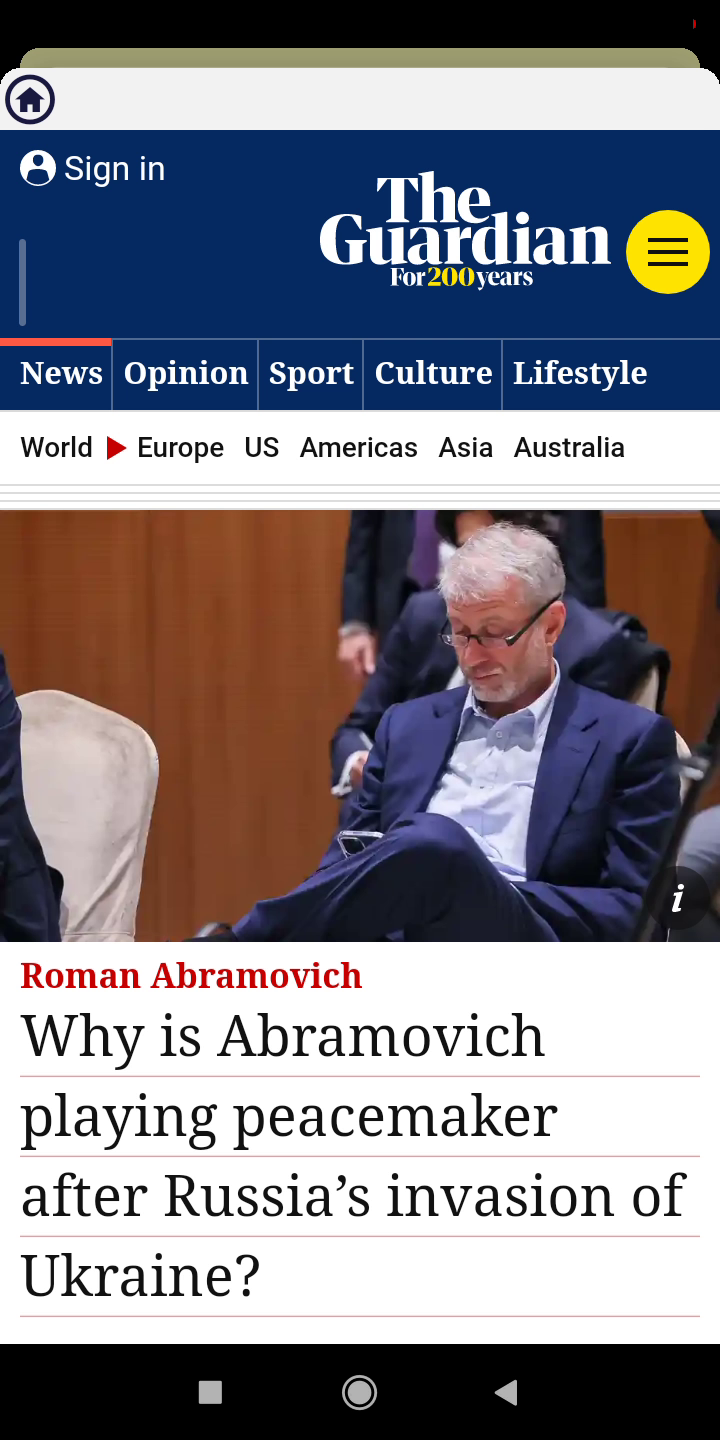 Sign in
The
Guardian
For 200 years
News Opinion Sport Culture Lifestyle
World Europe US Americas Asia Australia
i
Roman Abramovich
Why is Abramovich
playing peacemaker
after Russia’s invasion of
Ukraine?